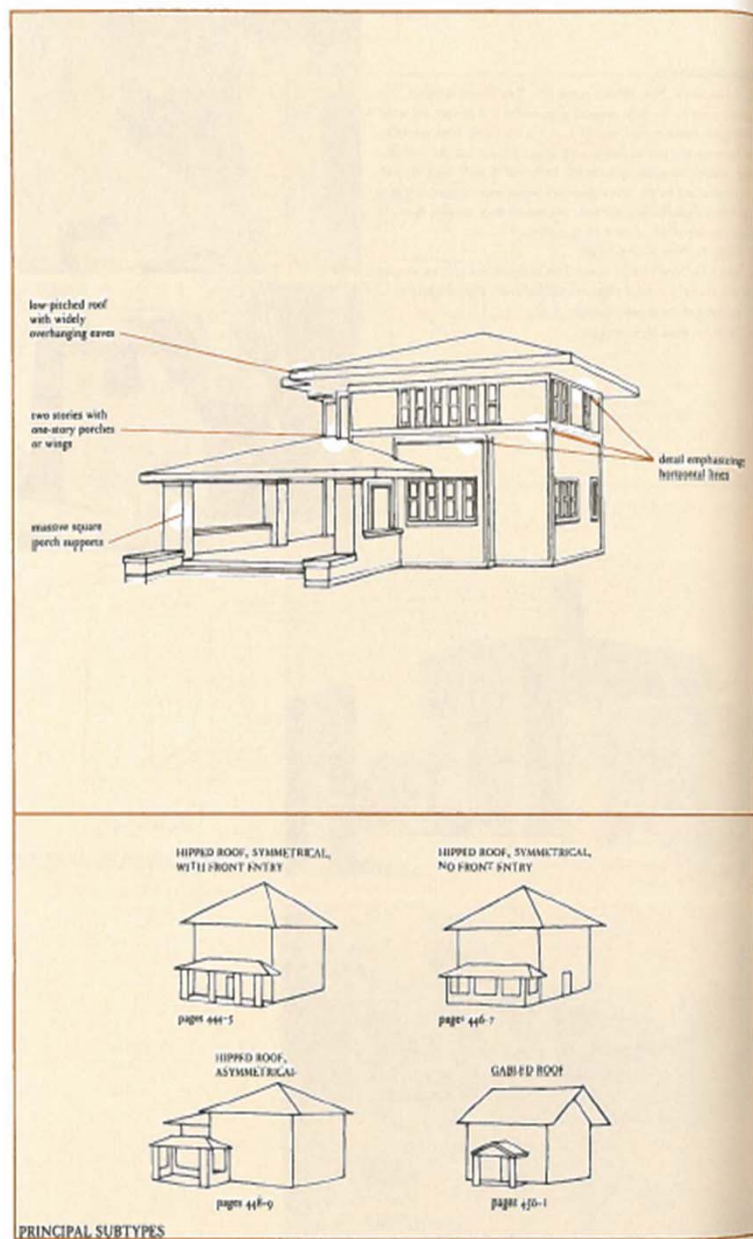 low-pitched roof
with widely
overhanging eaves
two stories with
one-story porches
or wings
massive square
porch supports
detail emphasizing
horizontal lines
HIPPED ROOF, SYMMETRICAL,
WITH FRONT ENTRY
pages 444-5
HIPPED ROOF, SYMMETRICAL,
NO FRONT ENTRY
pages 446-7
HIPPED ROOF,
ASYMMETRICAL
pages 448-9
GABLED ROOF
pages 450-1
PRINCIPAL SUBTYPES